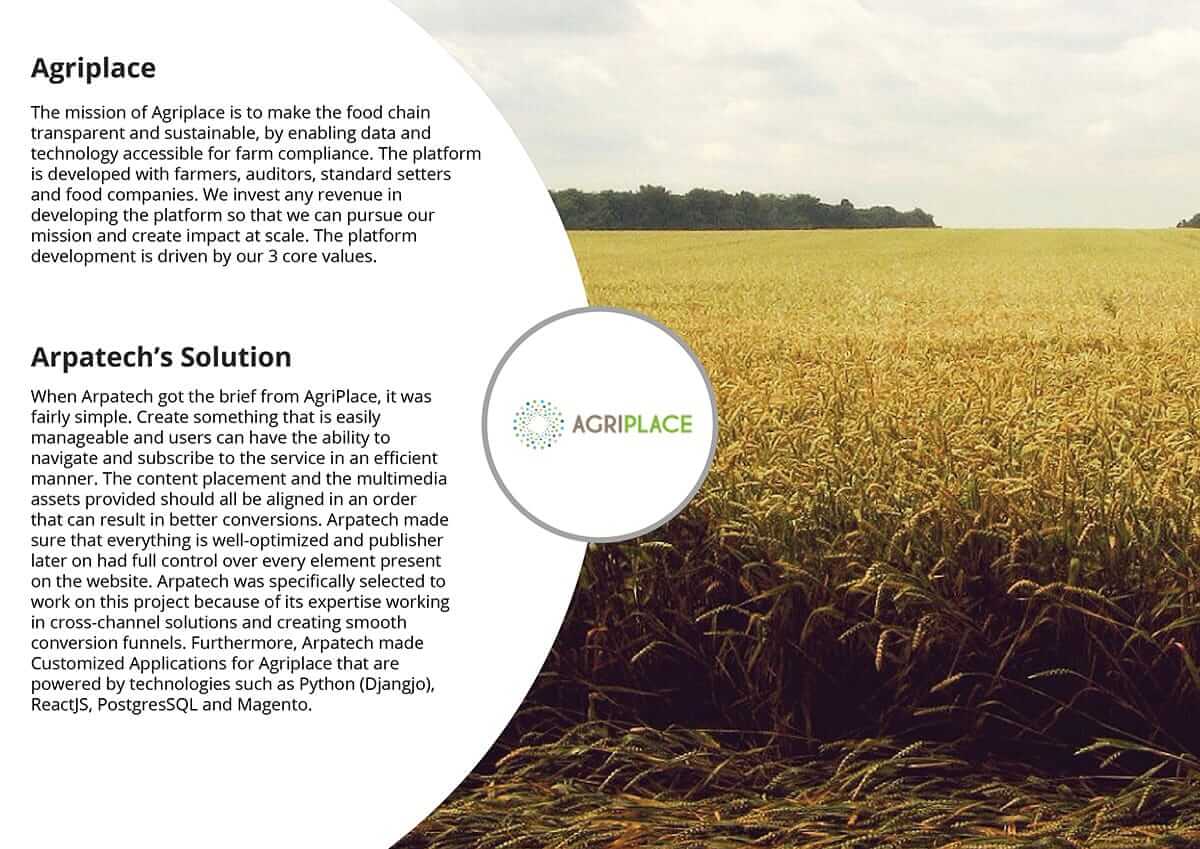 Agriplace
The mission of Agriplace is to make the food chain
transparent and sustainable, by enabling data and
technology accessible for farm compliance. The platform
is developed with farmers, auditors, standard setters
and food companies. We invest any revenue in
developing the platform so that we can pursue our
mission and create impact at scale. The platform
development is driven by our 3 core values.
Arpatech’s Solution
When Arpatech got the brief from AgriPlace, it was
fairly simple. Create something that is easily
manageable and users can have the ability to
navigate and subscribe to the service in an efficient
manner. The content placement and the multimedia
assets provided should all be aligned in an order
that can result in better conversions. Arpatech made
sure that everything is well-optimized and publisher
later on had full control over every element present
on the website. Arpatech was specifically selected to
work on this project because of its expertise working
in cross-channel solutions and creating smooth
conversion funnels. Furthermore, Arpatech made
Customized Applications for Agriplace that are
powered by technologies such as Python (Djangjo),
ReactJS, PostgresSQL and Magento.
AGRIPLACE